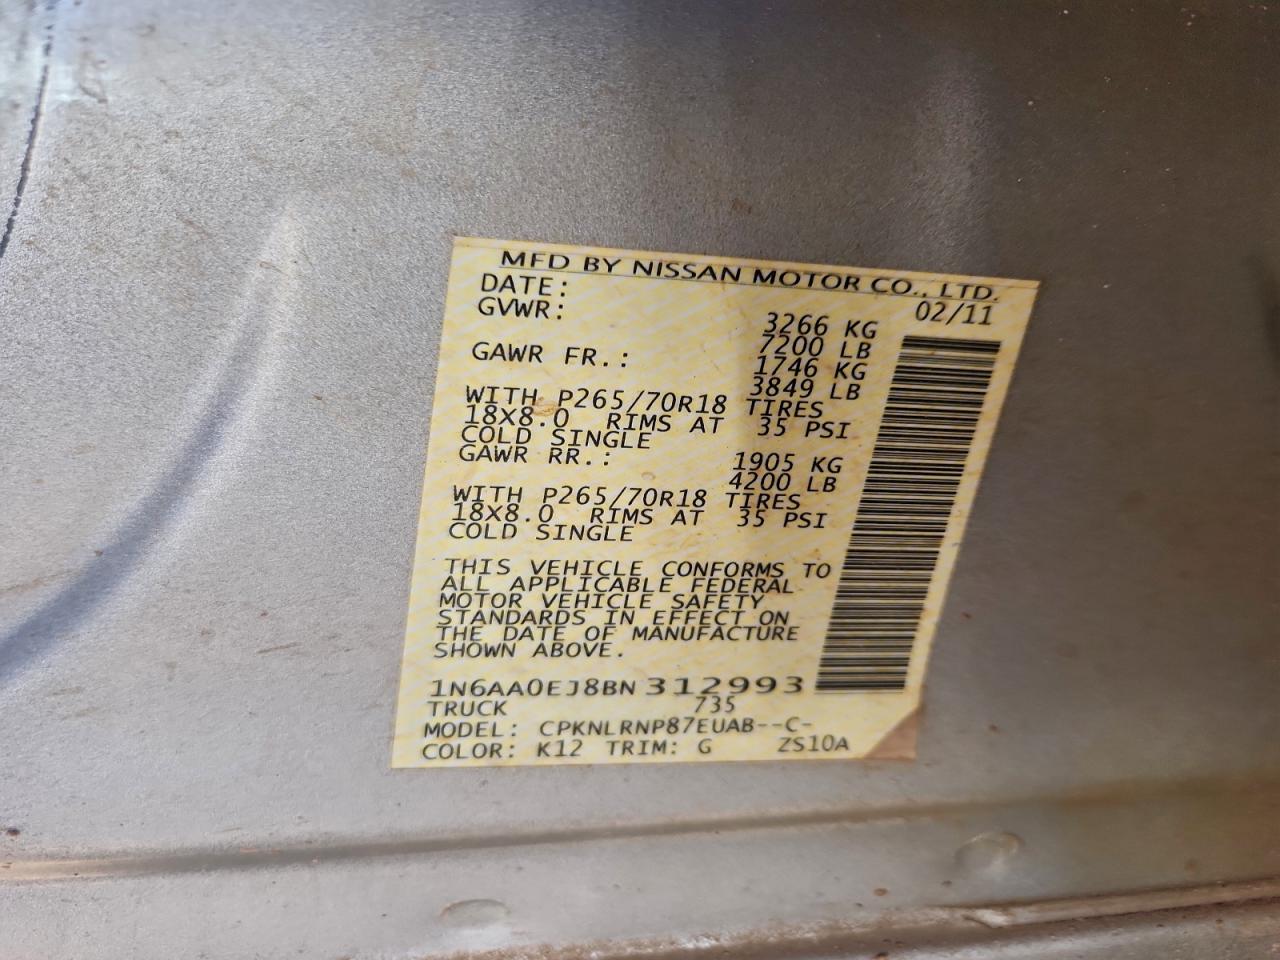 MFD BY NISSAN MOTOR CO., LTD.
DATE: 02/11
GVWR: 3266 KG
7200 LB
GAWR FR.: 1746 KG
3849 LB
WITH P265/70R18 TIRES
18X8.0 RIMS AT 35 PSI
COLD SINGLE
GAWR RR.: 1905 KG
4200 LB
WITH P265/70R18 TIRES
18X8.0 RIMS AT 35 PSI
COLD SINGLE
THIS VEHICLE CONFORMS TO
ALL APPLICABLE FEDERAL
MOTOR VEHICLE SAFETY
STANDARDS IN EFFECT ON
THE DATE OF MANUFACTURE
SHOWN ABOVE.
1N6AA0EJ8BN312993
TRUCK 735
MODEL: CPKNLRNP87EUAB--C-
COLOR: K12 TRIM: G ZS10A